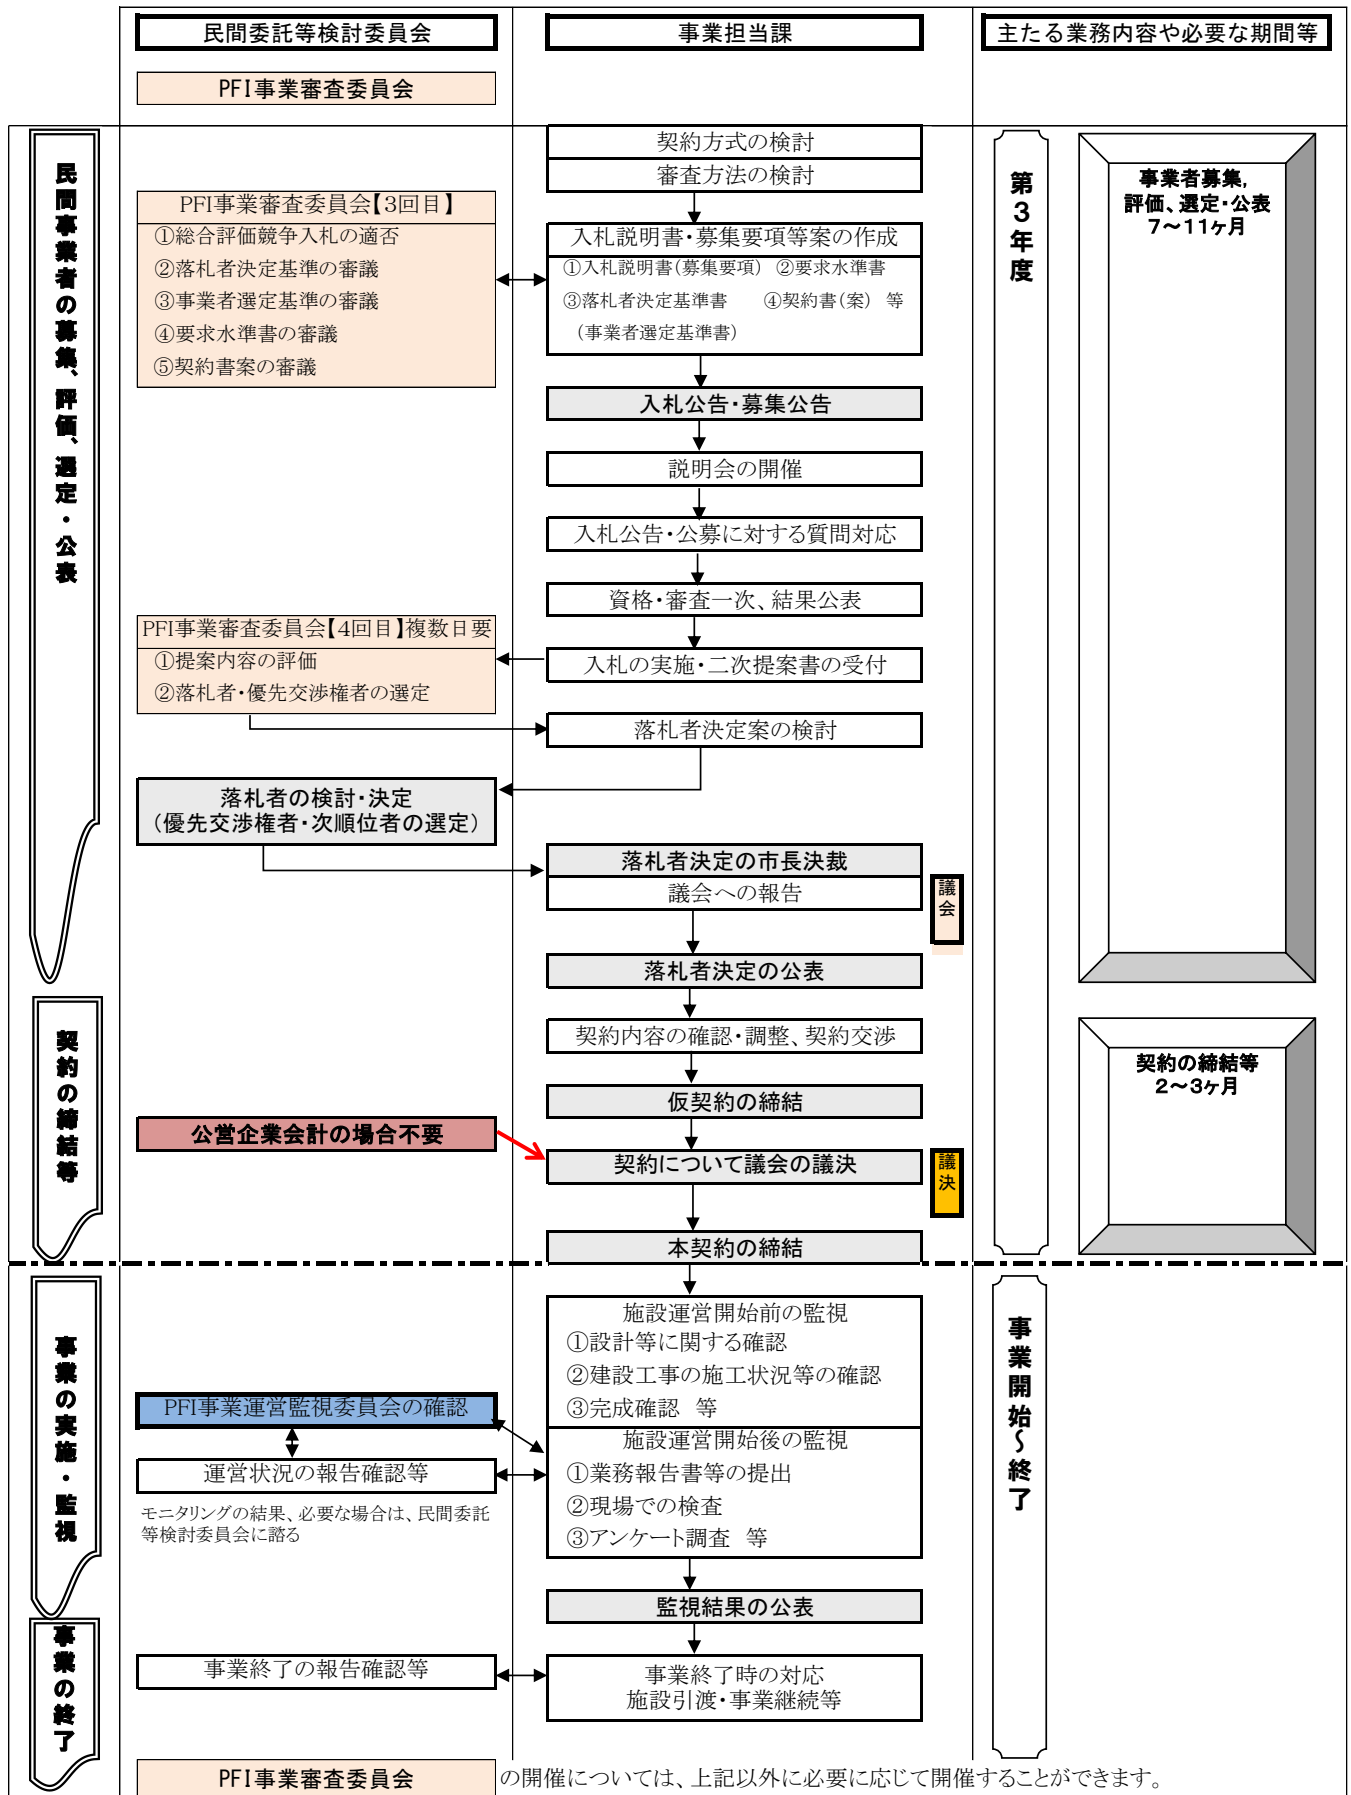 民間委託等検討委員会
事業担当課
主たる業務内容や必要な期間等
PFI事業審査委員会
民間事業者の募集、評価、選定・公表
契約方式の検討
審査方法の検討
PFI事業審査委員会【3回目】
①総合評価競争入札の適否
②落札者決定基準の審議
③事業者選定基準の審議
④要求水準書の審議
⑤契約書案の審議
入札説明書・募集要項等案の作成
①入札説明書(募集要項) ②要求水準書
③落札者決定基準書 ④契約書(案) 等
(事業者選定基準書)
第3年度
事業者募集,
評価、選定・公表
7～11ヶ月
入札公告・募集公告
説明会の開催
入札公告・公募に対する質問対応
資格・審査一次、結果公表
PFI事業審査委員会【4回目】複数日要
①提案内容の評価
②落札者・優先交渉権者の選定
入札の実施・二次提案書の受付
落札者決定案の検討
落札者の検討・決定
(優先交渉権者・次順位者の選定)
落札者決定の市長決裁
議会への報告
議会
落札者決定の公表
契約の締結等
契約内容の確認・調整、契約交渉
契約の締結等
2～3ヶ月
仮契約の締結
公営企業会計の場合不要
契約について議会の議決
議決
本契約の締結
事業の実施・監視
施設運営開始前の監視
①設計等に関する確認
②建設工事の施工状況等の確認
③完成確認 等
事業開始～終了
PFI事業運営監視委員会の確認
施設運営開始後の監視
①業務報告書等の提出
②現場での検査
③アンケート調査 等
運営状況の報告確認等
モニタリングの結果、必要な場合は、民間委託
等検討委員会に諮る
監視結果の公表
事業の終了
事業終了の報告確認等
事業終了時の対応
施設引渡・事業継続等
PFI事業審査委員会 の開催については、上記以外に必要に応じて開催することができます。